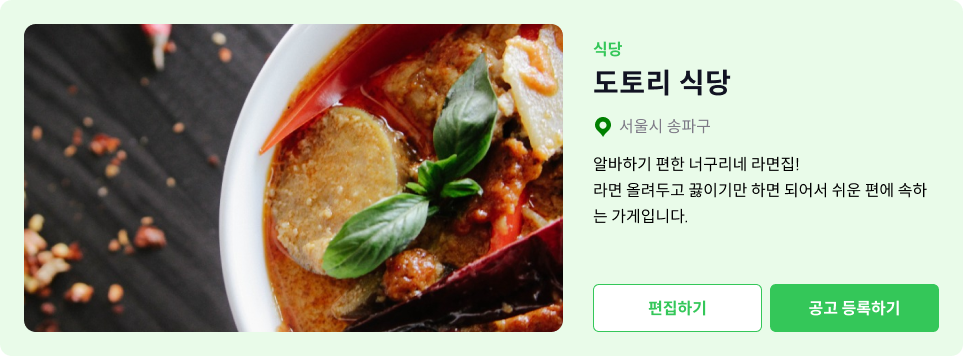 식당
도토리 식당
서울시 송파구
알바하기 편한 너구리네 라면집!
라면 올려두고 끓이기만 하면 되어서 쉬운 편에 속하
는 가게입니다.
편집하기
공고 등록하기